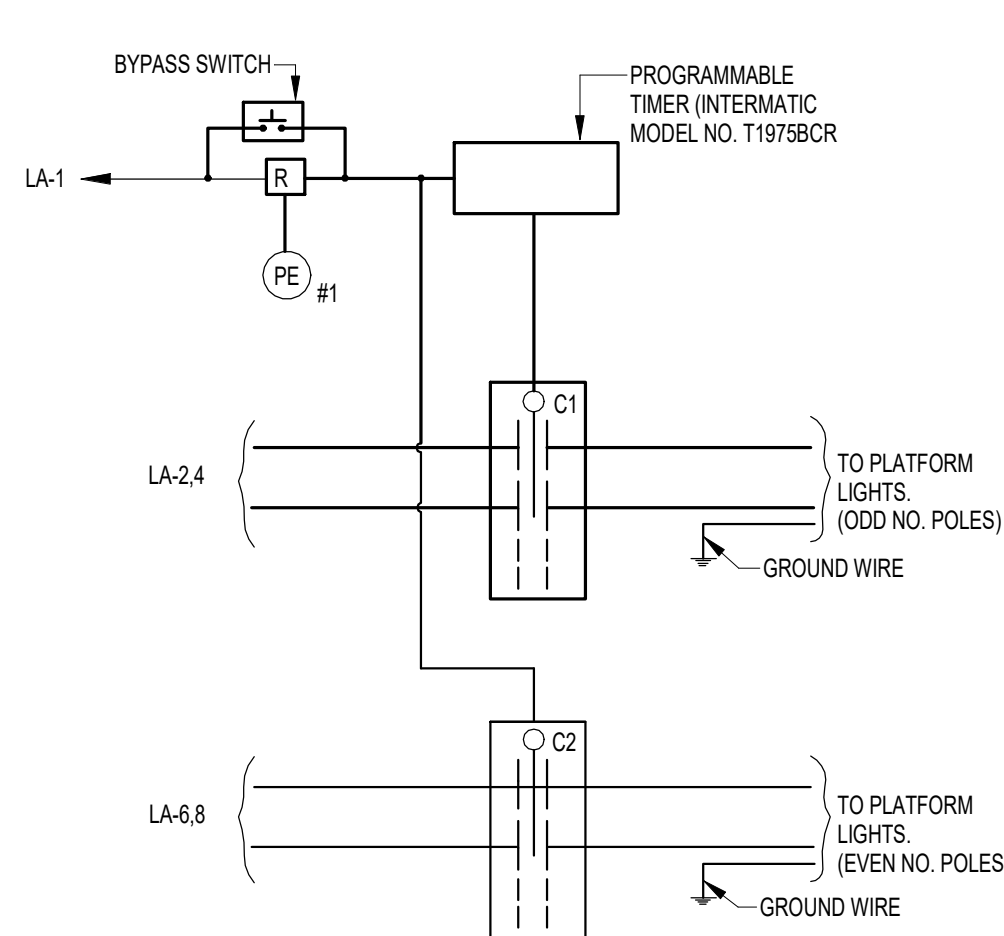 BYPASS SWITCH
PROGRAMMABLE
TIMER (INTERMATIC
MODEL NO. T1975BCR
LA-1
R
PE
#1
C1
LA-2,4
TO PLATFORM
LIGHTS.
(ODD NO. POLES)
GROUND WIRE
C2
LA-6,8
TO PLATFORM
LIGHTS.
(EVEN NO. POLES
GROUND WIRE